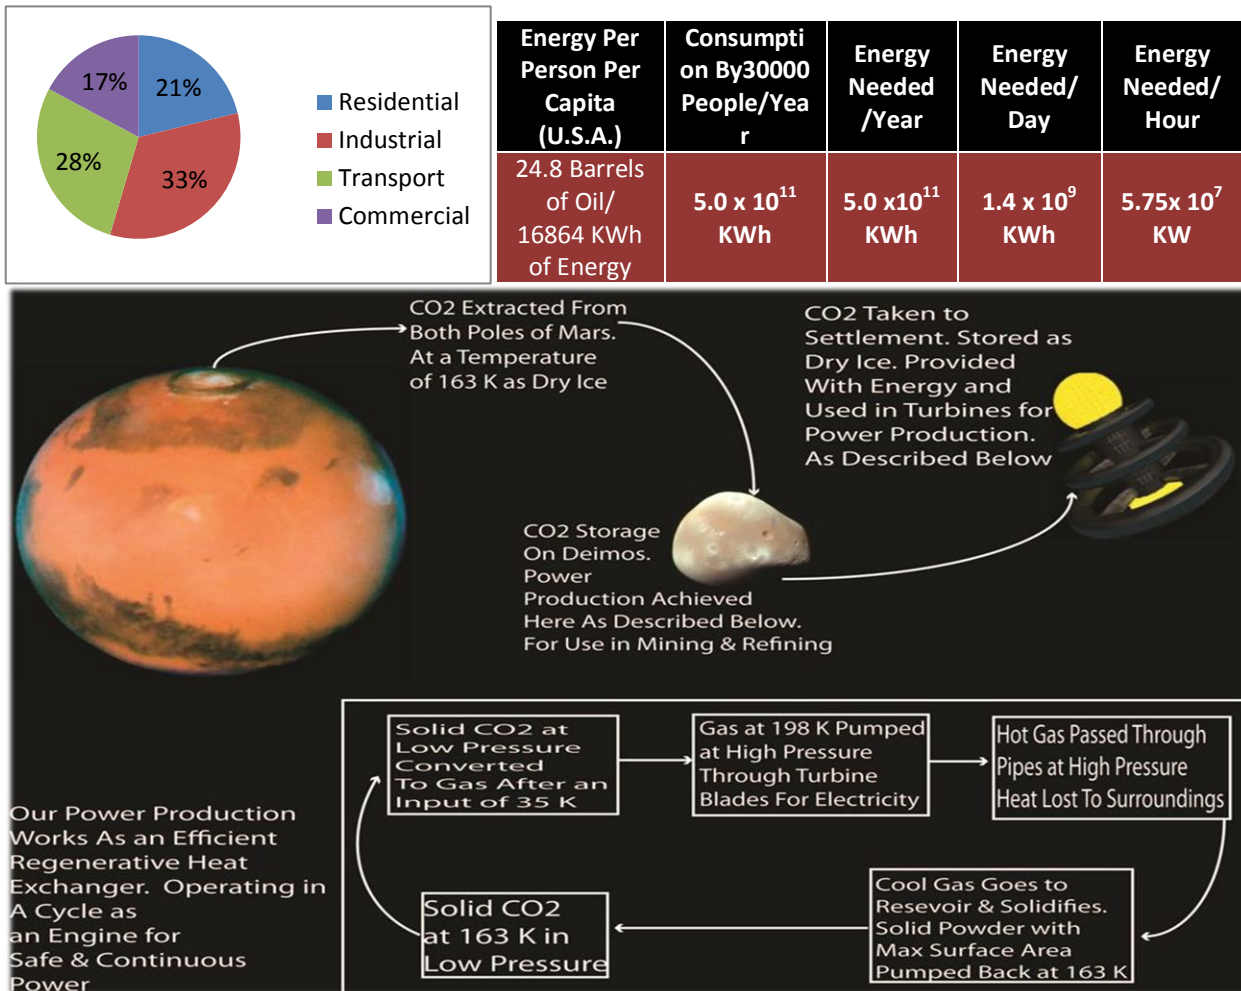 17%
21%
28%
33%
Residential
Industrial
Transport
Commercial
Energy Per
Person Per
Capita
(U.S.A.)
Consumpti
on By30000
People/Yea
r
Energy
Needed
/Year
Energy
Needed/
Day
Energy
Needed/
Hour
24.8 Barrels
of Oil/
16864 KWh
of Energy
5.0 x 10¹¹
KWh
5.0 x10¹¹
KWh
1.4 x 10⁹
KWh
5.75x 10⁷
KW
CO2 Extracted From
Both Poles of Mars.
At a Temperature
of 163 K as Dry Ice
CO2 Taken to
Settlement. Stored as
Dry Ice. Provided
With Energy and
Used in Turbines for
Power Production.
As Described Below
CO2 Storage
On Deimos.
Power
Production Achieved
Here As Described Below.
For Use in Mining & Refining
Solid CO2 at
Low Pressure
Converted
To Gas After an
Input of 35 K
Gas at 198 K Pumped
at High Pressure
Through Turbine
Blades For Electricity
Hot Gas Passed Through
Pipes at High Pressure
Heat Lost To Surroundings
Our Power Production
Works As an Efficient
Regenerative Heat
Exchanger. Operating in
A Cycle as
an Engine for
Safe & Continuous
Power
Solid CO2
at 163 K in
Low Pressure
Cool Gas Goes to
Resevoir & Solidifies.
Solid Powder with
Max Surface Area
Pumped Back at 163 K